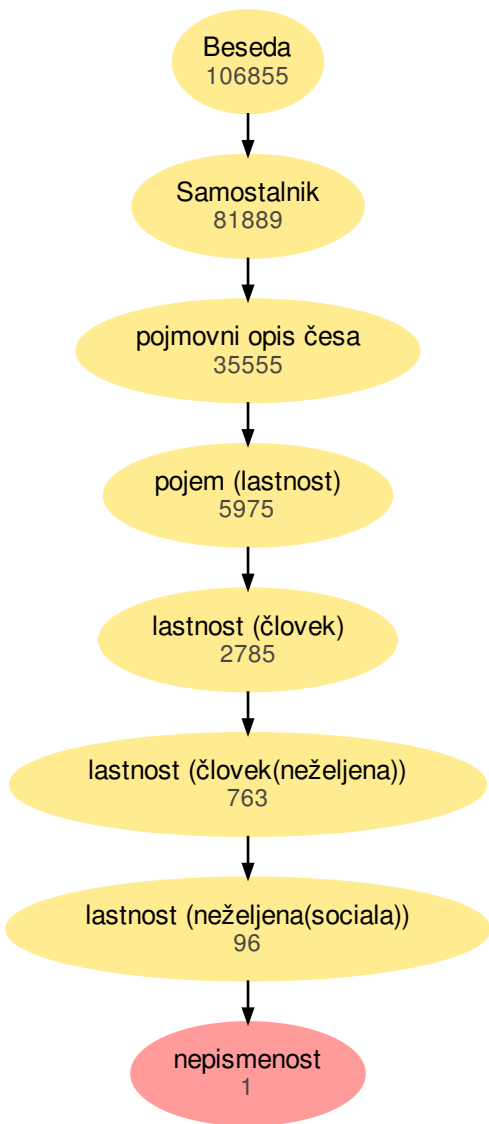 Beseda
106855
Samostalnik
81889
pojmovni opis česa
35555
pojem (lastnost)
5975
lastnost (človek)
2785
lastnost (človek(neželjena))
763
lastnost (neželjena(sociala))
96
nepismenost
1